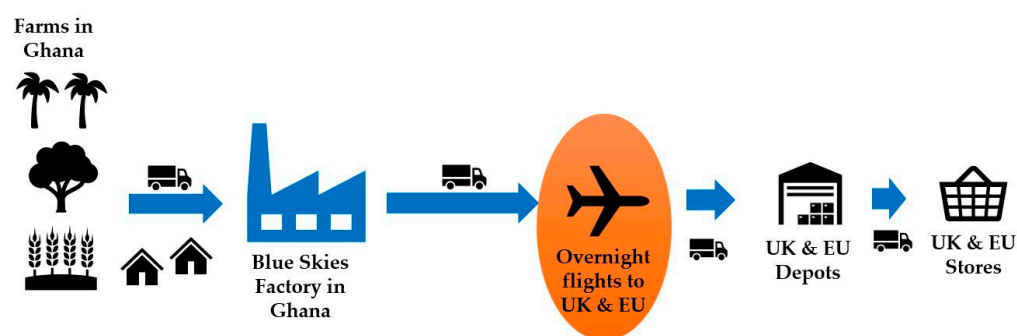 Farms in
Ghana
Blue Skies
Factory in
Ghana
Overnight
flights to
UK & EU
UK & EU
Depots
UK & EU
Stores